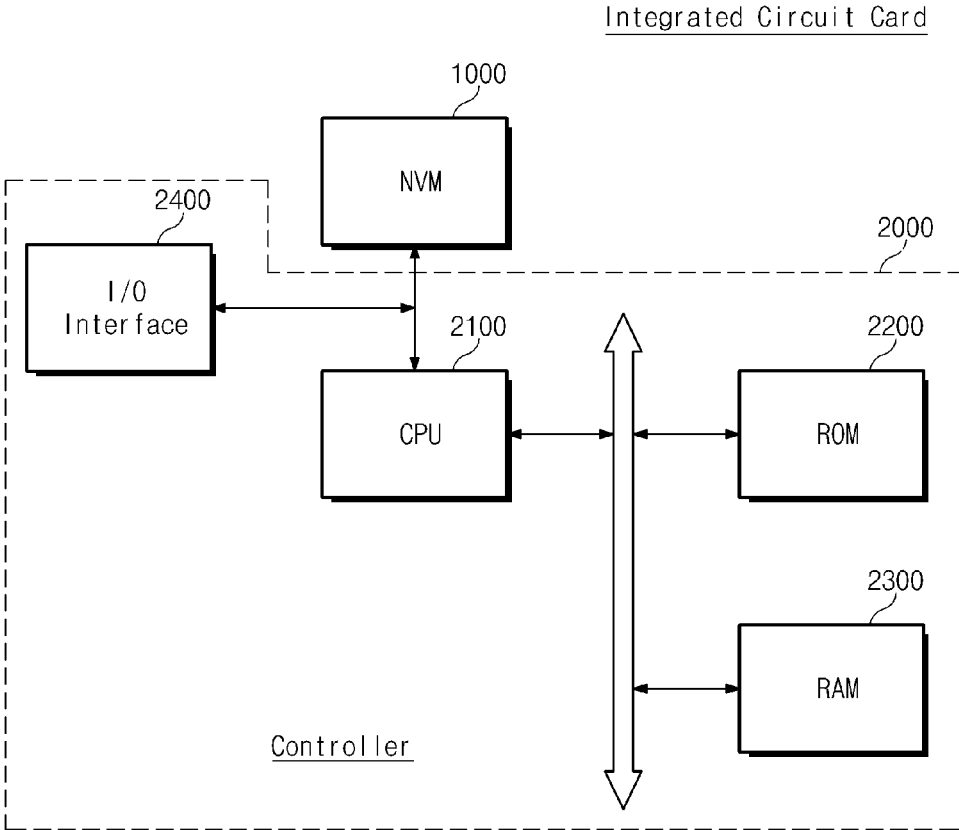 Integrated Circuit Card
1000
NVM
2400
I/O
Interface
2000
2100
CPU
2200
ROM
2300
RAM
Controller